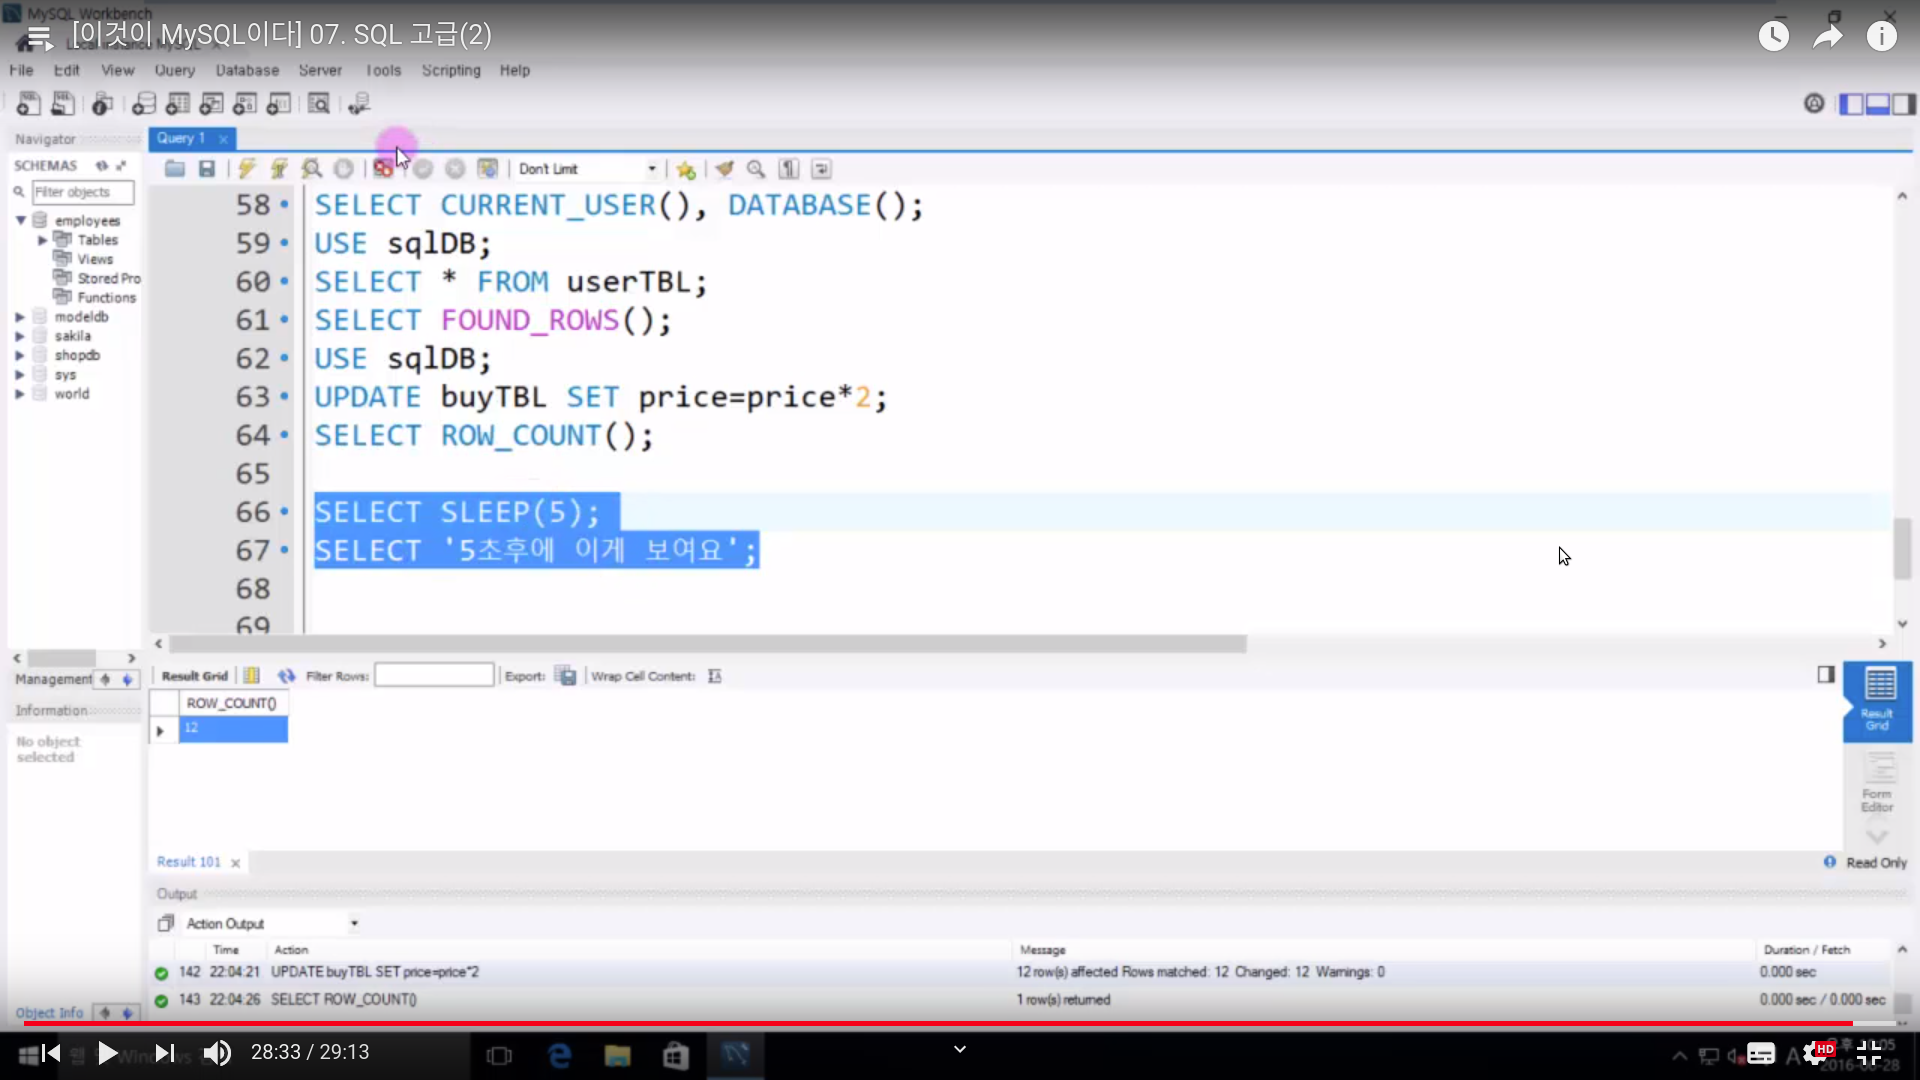 MySQL Workbench
[이것이 MySQL이다] 07. SQL 고급(2)
File Edit View Query Database Server Tools Scripting Help
Navigator
Query 1
SCHEMAS
Don't Limit
Filter objects
employees
Tables
Views
Stored Pro
Functions
modeldb
sakila
shopdb
sys
world
58 SELECT CURRENT_USER(), DATABASE();
59 USE sqlDB;
60 SELECT * FROM userTBL;
61 SELECT FOUND_ROWS();
62 USE sqlDB;
63 UPDATE buyTBL SET price=price*2;
64 SELECT ROW_COUNT();
65
66 SELECT SLEEP(5);
67 SELECT '5초후에 이게 보여요';
68
69
Management
Information
No object
selected
Result Grid Filter Rows: Export: Wrap Cell Content:
ROW_COUNT()
12
Result
Grid
Form
Editor
Result 101
Read Only
Output
Action Output
Time Action Message Duration / Fetch
142 22:04:21 UPDATE buyTBL SET price=price*2 12 row(s) affected Rows matched: 12 Changed: 12 Warnings: 0 0.000 sec
143 22:04:26 SELECT ROW_COUNT() 1 row(s) returned 0.000 sec / 0.000 sec
Object Info
28:33 / 29:13
HD